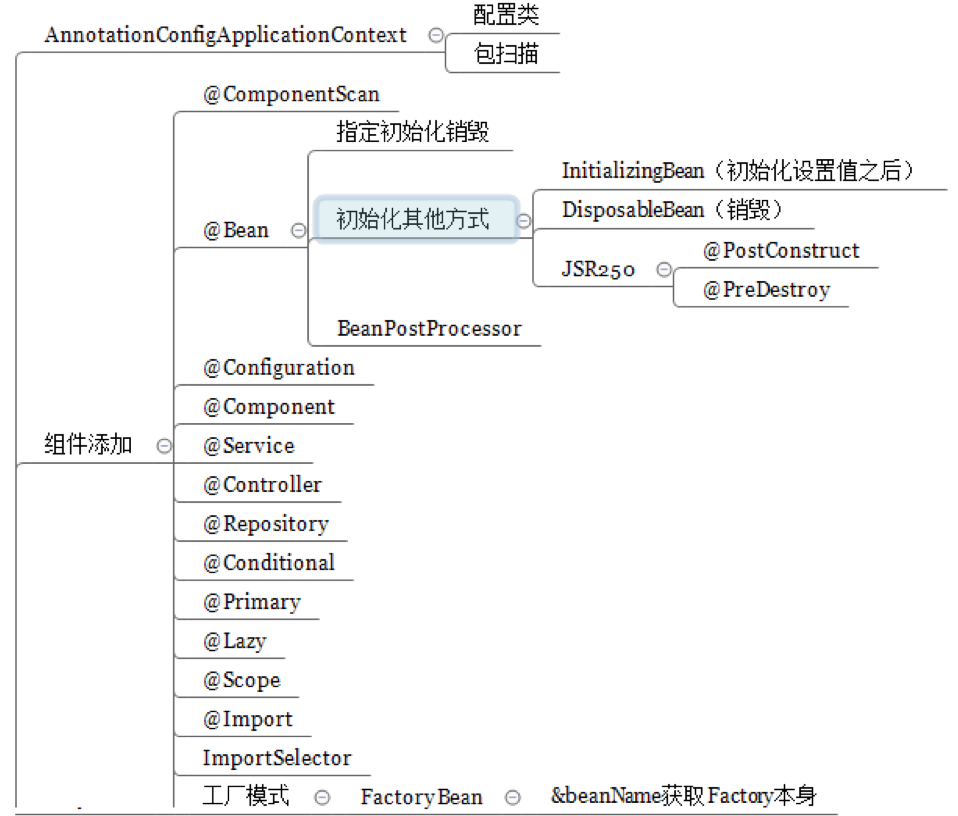 配置类
AnnotationConfigApplicationContext
包扫描
@ComponentScan
指定初始化销毁
InitializingBean（初始化设置值之后）
初始化其他方式
DisposableBean（销毁）
@Bean
@PostConstruct
JSR250
@PreDestroy
BeanPostProcessor
@Configuration
@Component
组件添加
@Service
@Controller
@Repository
@Conditional
@Primary
@Lazy
@Scope
@Import
ImportSelector
工厂模式 FactoryBean &beanName获取Factory本身